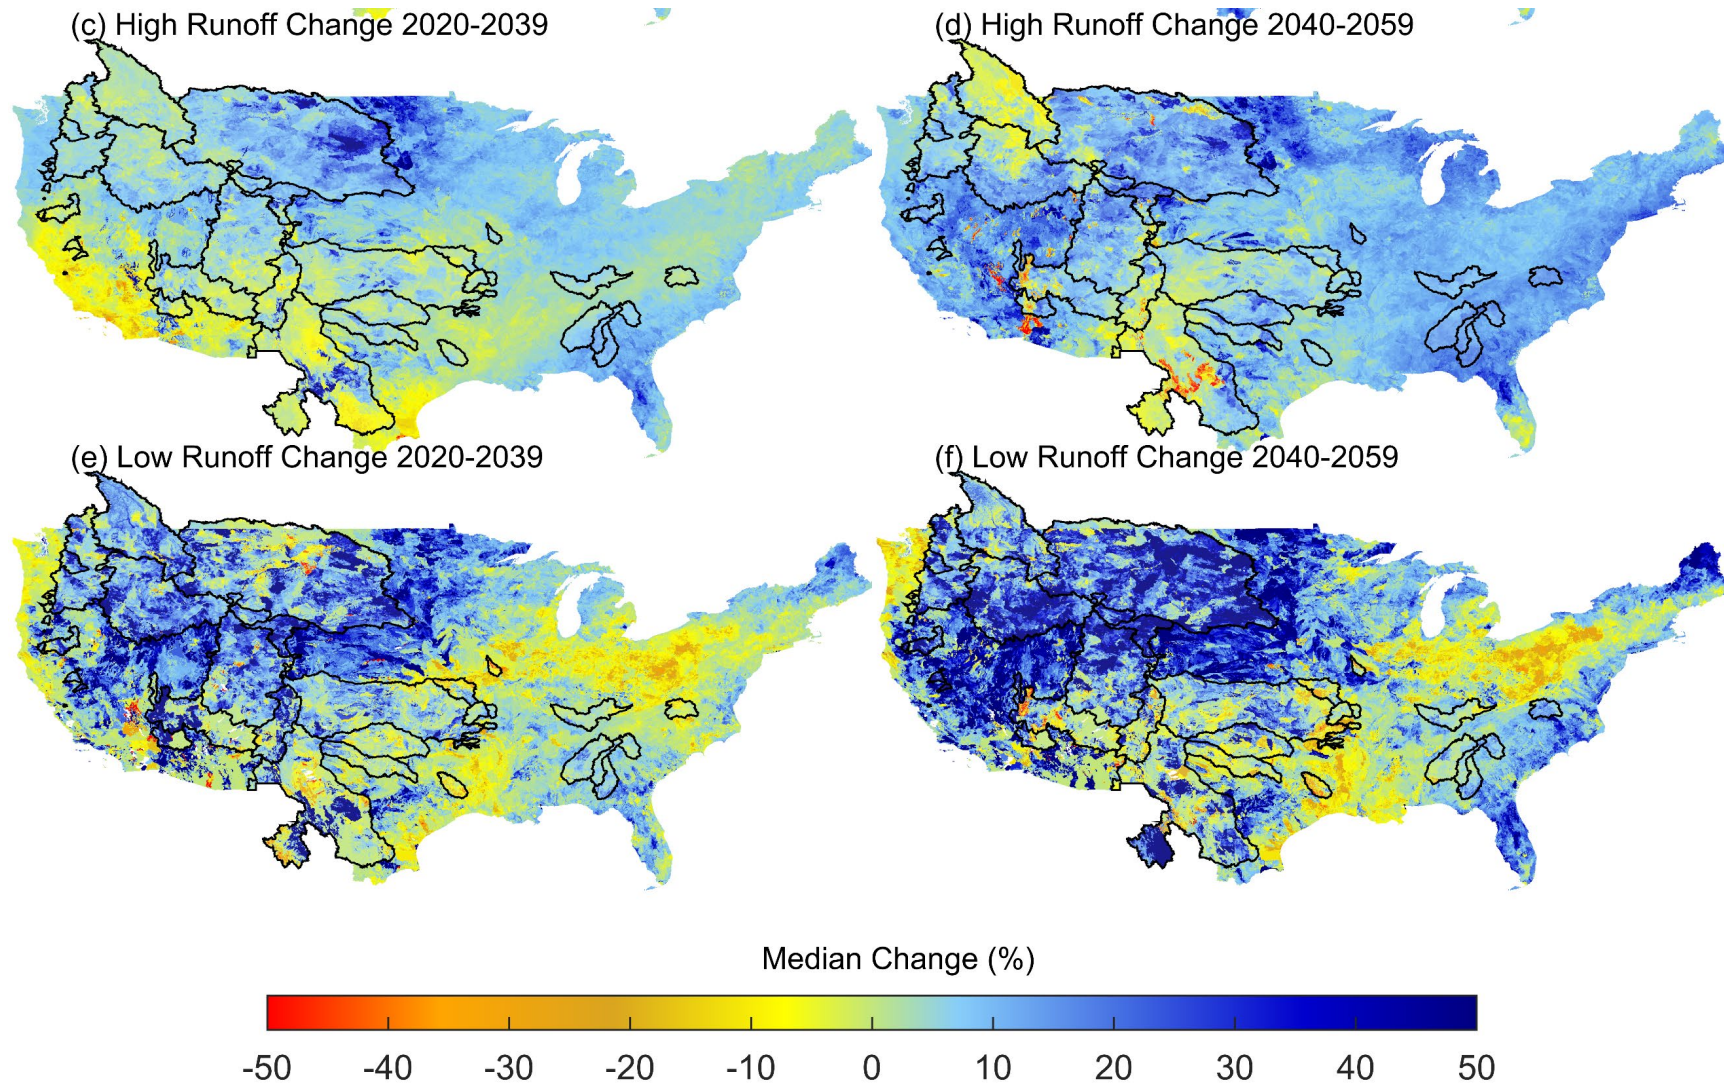 (c) High Runoff Change 2020-2039
(d) High Runoff Change 2040-2059
(e) Low Runoff Change 2020-2039
(f) Low Runoff Change 2040-2059
Median Change (%)
-50 -40 -30 -20 -10 0 10 20 30 40 50